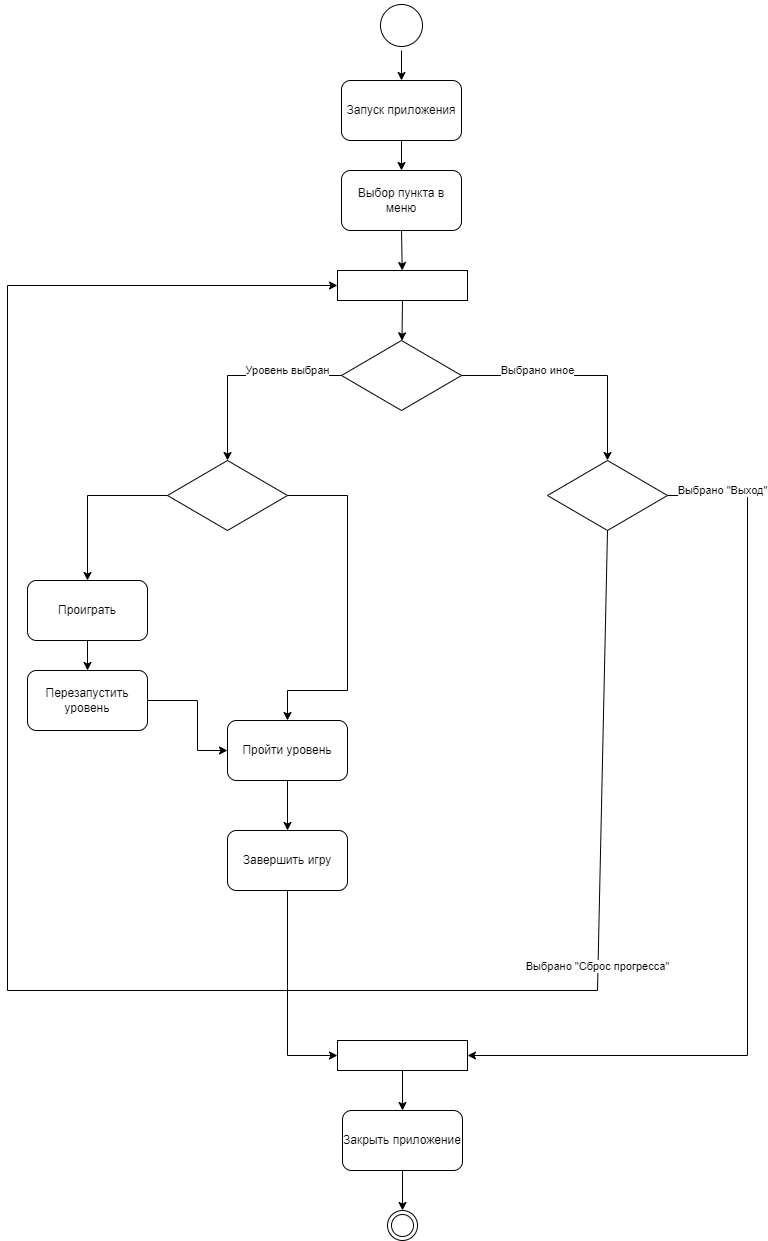 Запуск приложения
Выбор пункта в
меню
Уровень выбран
Выбрано иное
Выбрано "Выход"
Проиграть
Перезапустить
уровень
Пройти уровень
Завершить игру
Выбрано "Сброс прогресса"
Закрыть приложение